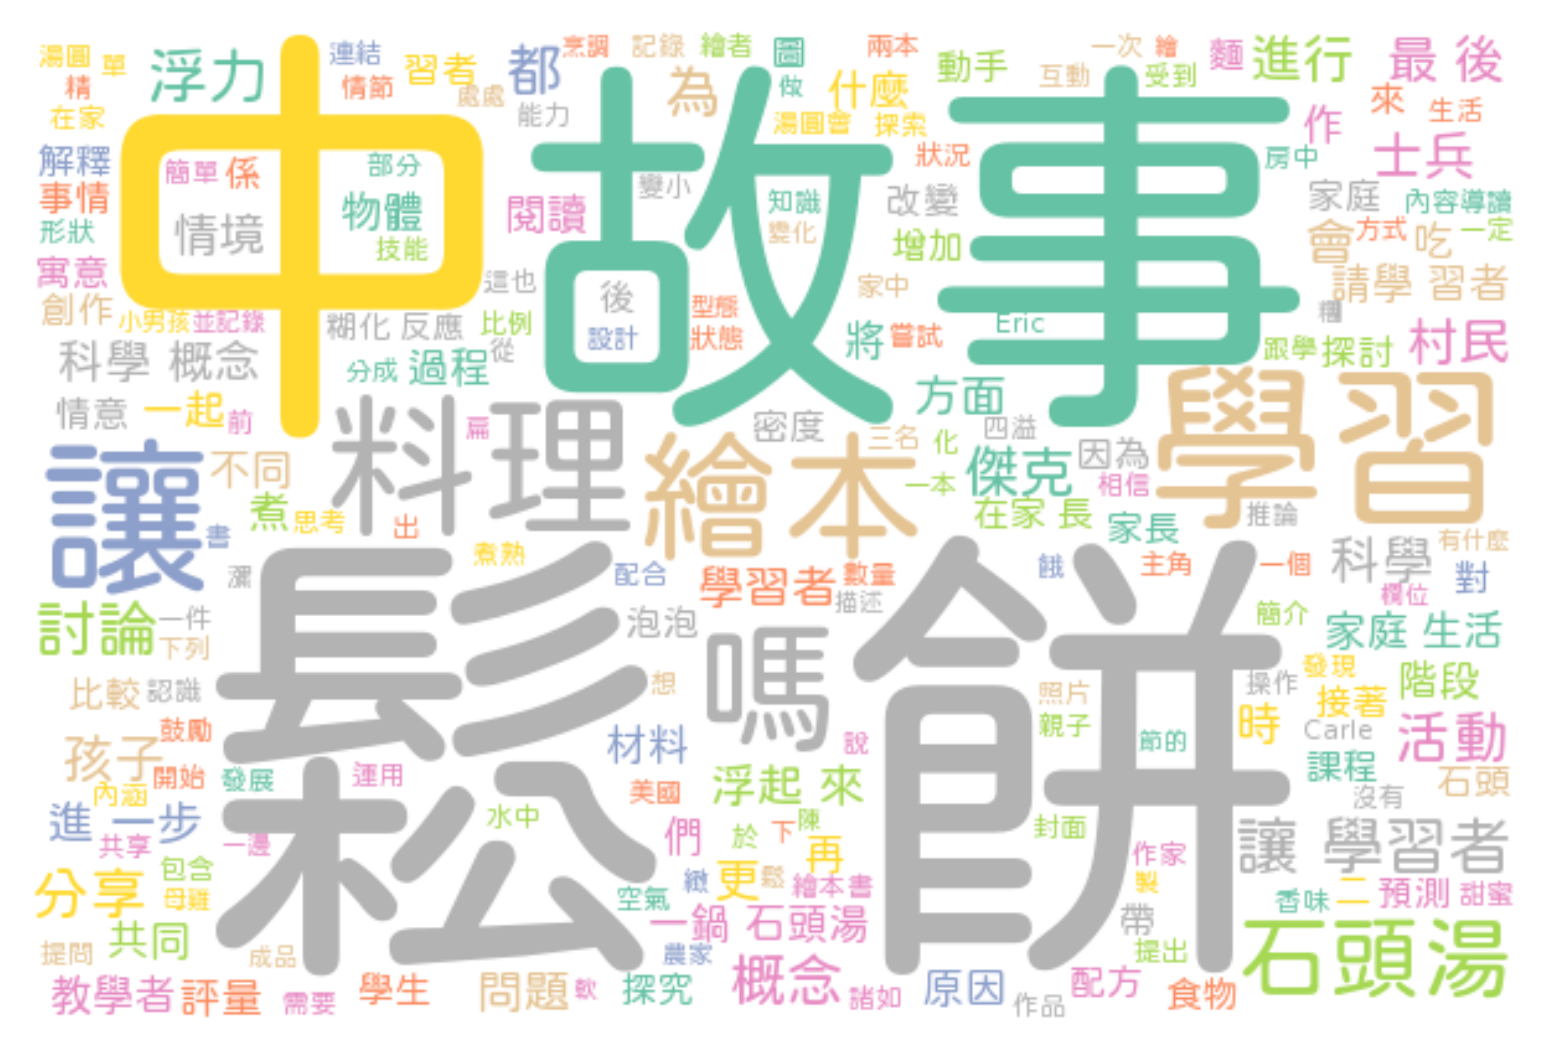 湯圓 單 浮力 連結 習者 都 烹調 記錄 繪者 圖 兩本 動手 一次 繪 麵 進行 最 後
精 情節 處處 為 做 什麼 互動 受到 來 生活
在家 能力 湯圓會 探索 作
中 故事
解釋 簡單 係 部分 變小 狀況 房中 士兵
事情 情境 物體 閱讀 知識 改變 家庭 內容導讀
形狀 技能 變化 增加 會 方式 吃 一定
寓意 這也 後 家中 請學 習者
創作 小男孩 並記錄 糊化 反應 比例 設計 型態 狀態 將 嘗試 Eric 糰 村民
科學 概念 分成 過程 從 跟學 探討
情意 一起 前 料理 扁 密度 方面 學習
讓 不同 繪本 三名 化 四溢 傑克 因為
煮 思考 出 一本 相信 在家 長 家長 推論
書 煮熟 主角 一個 科學 有什麼
瀰 鬆餅 配合 學習者 數量 餓 對 欄位
討論 一件 泡泡 描述 簡介 家庭 生活
下列 嗎 發現
比較 認識 想 照片 操作 接著 階段
鼓勵 材料 說 親子 節的 時 Carle 活動
孩子 開始 發展 運用 美國 浮起 來 課程 石頭
內涵 沒有
進 一步 水中 們 於 下 陳 封面 讓 學習者
共享 一邊 再 作家
分享 包含 母雞 空氣 緻 更 鬆 繪本書 製 香味 二 預測 甜蜜
共同 一鍋 石頭湯 帶 石頭湯
提問 成品 農家 提出
教學者 評量 需要 學生 問題 軟 探究 概念 諸如 原因 作品 配方 食物